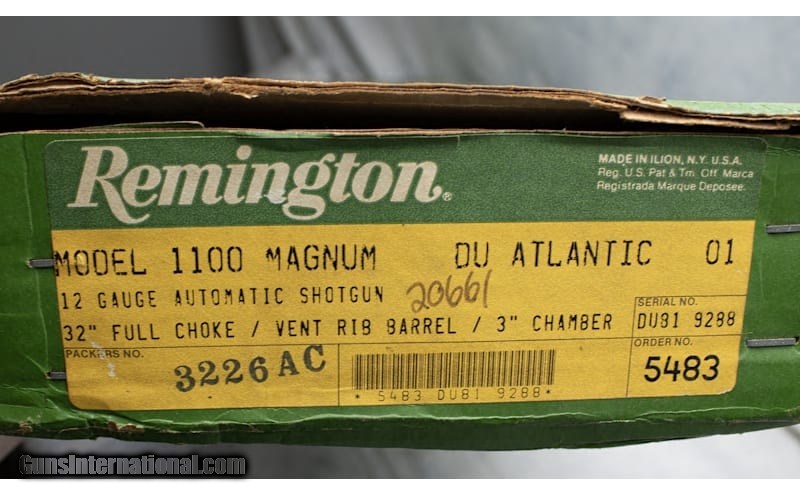 Remington®
MADE IN ILION, N.Y. U.S.A.
Reg. U.S. Pat & Tm. Off. Marca
Registrada Marque Deposee.
MODEL 1100 MAGNUM DU ATLANTIC 01
12 GAUGE AUTOMATIC SHOTGUN
20661
32" FULL CHOKE / VENT RIB BARREL / 3" CHAMBER
SERIAL NO.
DU81 9288
PACKERS NO.
3226AC
* 5483 DU81 9288*
ORDER NO.
5483
GunsInternational.com